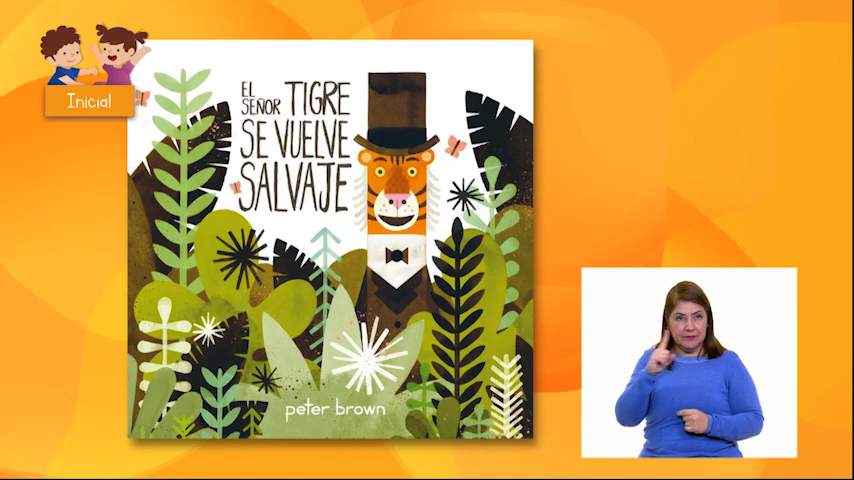 Inicial
EL
SEÑOR TIGRE
SE VUELVE
SALVAJE
peter brown